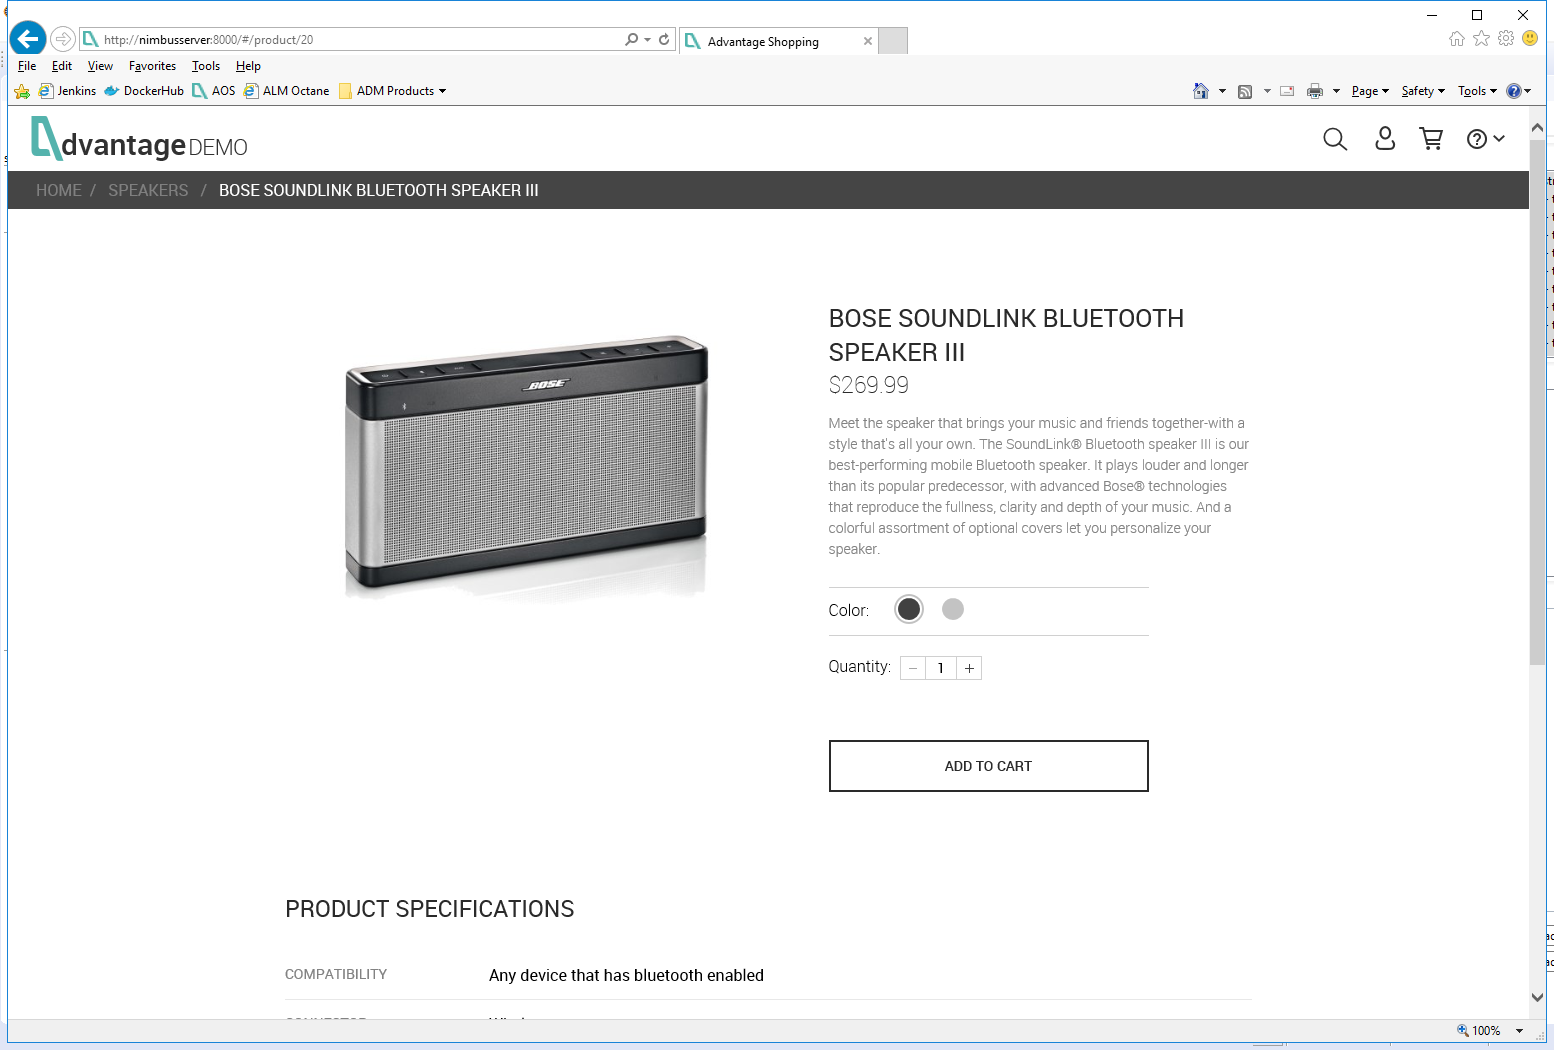 http://nimbusserver:8000/#/product/20
Advantage Shopping
File Edit View Favorites Tools Help
Jenkins DockerHub AOS ALM Octane ADM Products
Page Safety Tools
dvantage DEMO
HOME / SPEAKERS / BOSE SOUNDLINK BLUETOOTH SPEAKER III
BOSE
BOSE SOUNDLINK BLUETOOTH
SPEAKER III
$269.99
Meet the speaker that brings your music and friends together-with a
style that's all your own. The SoundLink® Bluetooth speaker III is our
best-performing mobile Bluetooth speaker. It plays louder and longer
than its popular predecessor, with advanced Bose® technologies
that reproduce the fullness, clarity and depth of your music. And a
colorful assortment of optional covers let you personalize your
speaker.
Color:
Quantity: − 1 +
ADD TO CART
PRODUCT SPECIFICATIONS
COMPATIBILITY Any device that has bluetooth enabled
100%